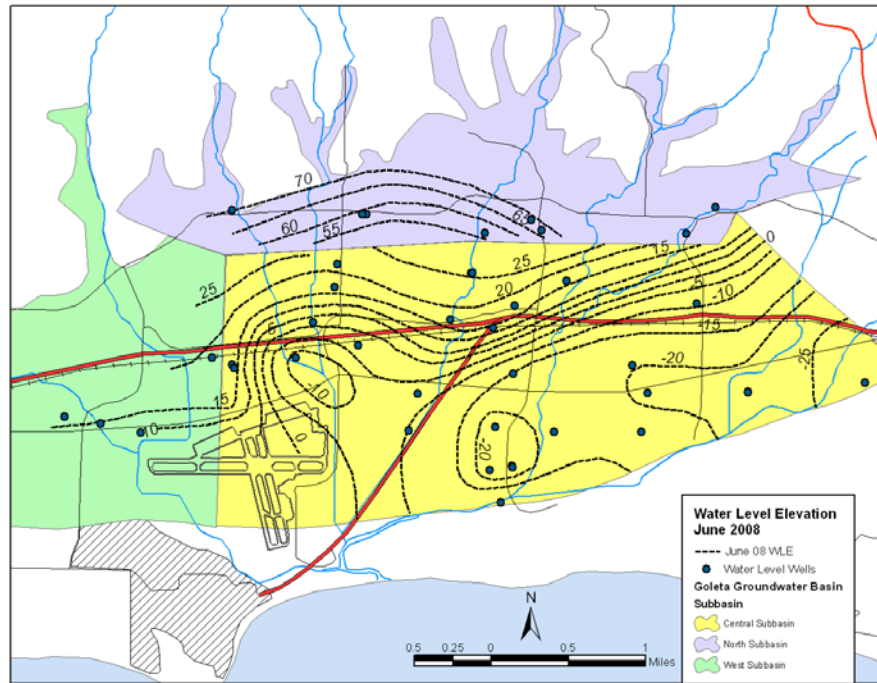 70
60
55
65
25
25
20
15
0
-5
-10
-15
-20
-25
0
-10
15
10
0
-20
Water Level Elevation
June 2008
June 08 WLE
Water Level Wells
Goleta Groundwater Basin
Subbasin
Central Subbasin
North Subbasin
West Subbasin
N
0.5 0.25 0 0.5 1
Miles